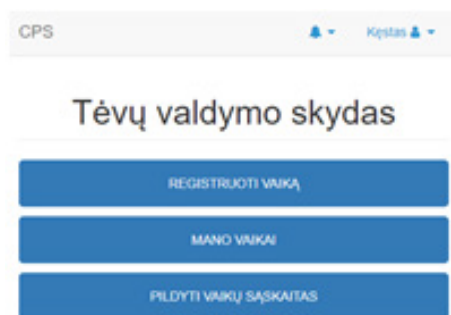 CPS
Kęstas
Tėvų valdymo skydas
REGISTRUOTI VAIKĄ
MANO VAIKAI
PILDYTI VAIKŲ SĄSKAITAS